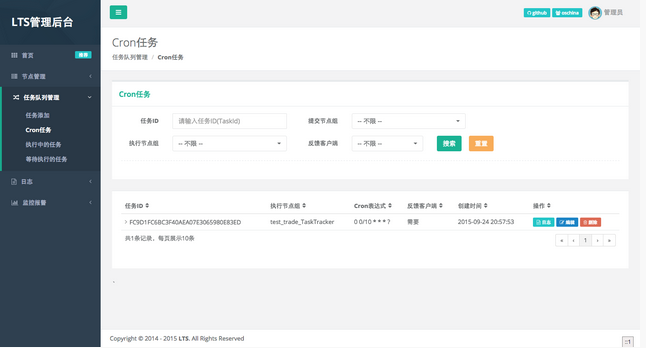 LTS管理后台
github
oschina
管理员
首页
节点管理
任务队列管理
任务添加
Cron任务
执行中的任务
等待执行的任务
日志
监控报警
Cron任务
任务队列管理 / Cron任务
Cron任务
任务ID 请输入任务ID(TaskId) 提交节点组 -- 不限 --
执行节点组 -- 不限 -- 反馈客户端 -- 不限 -- 搜索 重置
任务ID 执行节点组 Cron表达式 反馈客户端 创建时间 操作
FC9D1FC6BC3F40AEA07E3065980E83ED test_trade_TaskTracker 0 0/10 * * * ? 需要 2015-09-24 20:57:53 日志 编辑 删除
共1条记录，每页展示10条
« ‹ 1 › »
、
Copyright © 2014 - 2015 LTS. All Rights Reserved